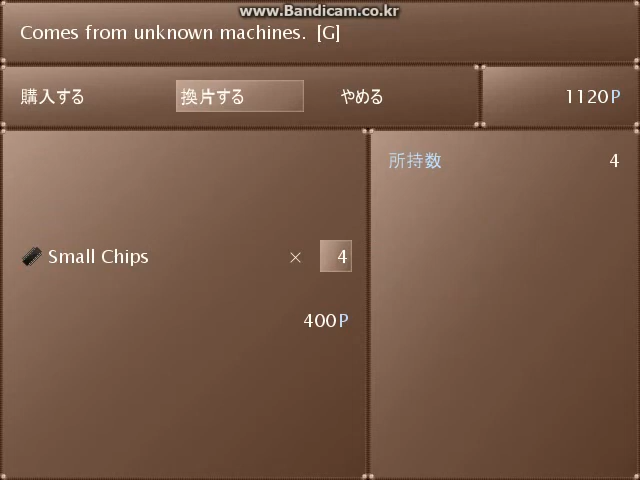 www.Bandicam.co.kr
Comes from unknown machines. [G]
購入する 換片する やめる 1120P
所持数 4
Small Chips × 4
400P